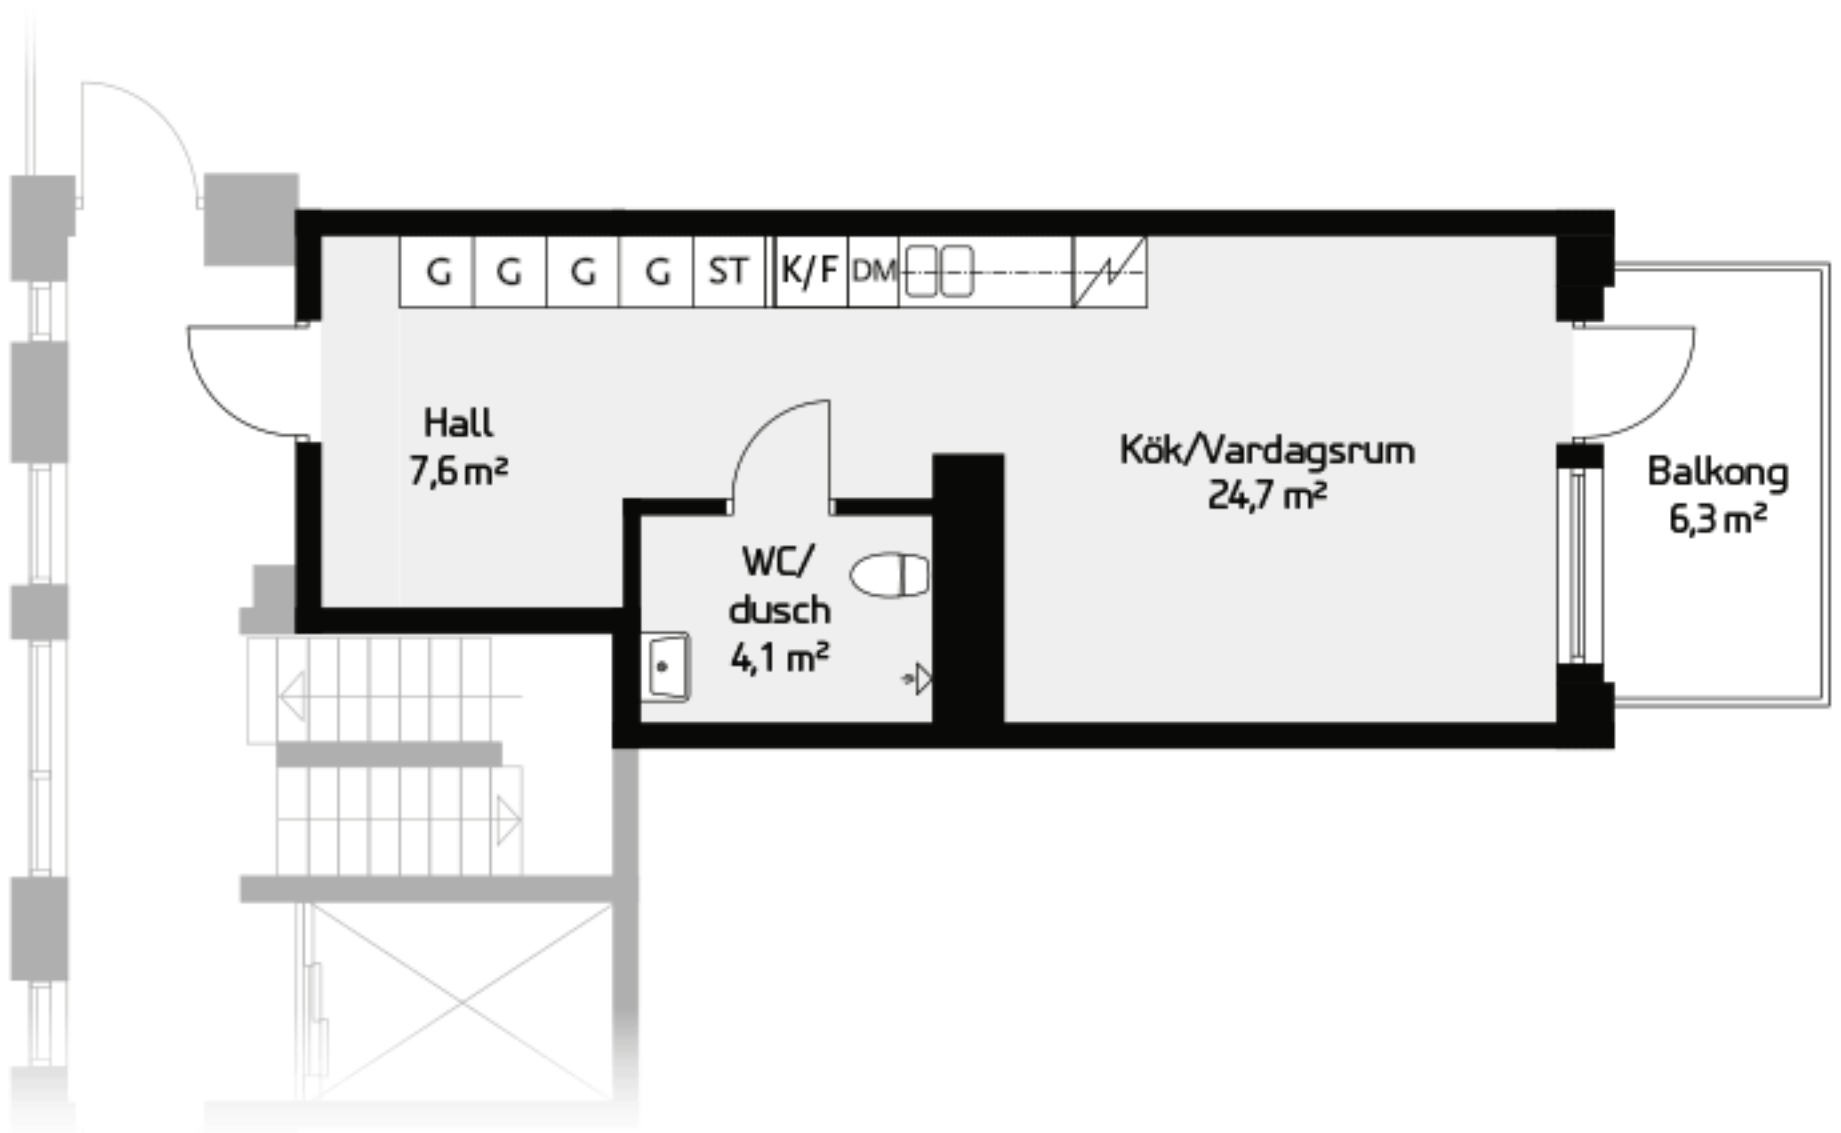 G G G G ST K/F DM
Hall
7,6 m²
WC/
dusch
4,1 m²
Kök/Vardagsrum
24,7 m²
Balkong
6,3 m²